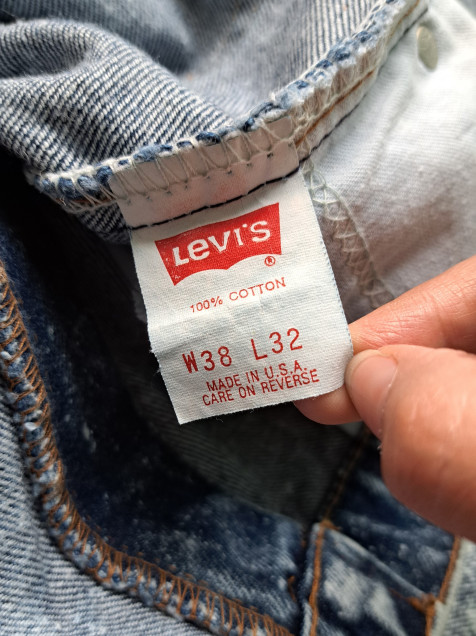 LEVI'S
®
100% COTTON
W38 L32
MADE IN U.S.A.
CARE ON REVERSE